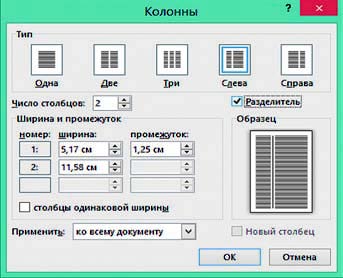 Колонны
?
Тип
Одна Две Три Слева Справа
Число столбцов: 2
Разделитель
Ширина и промежуток
Образец
номер: ширина: промежуток:
1: 5,17 см 1,25 см
2: 11,58 см
столбцы одинаковой ширины
Применить: ко всему документу
Новый столбец
ОК Отмена